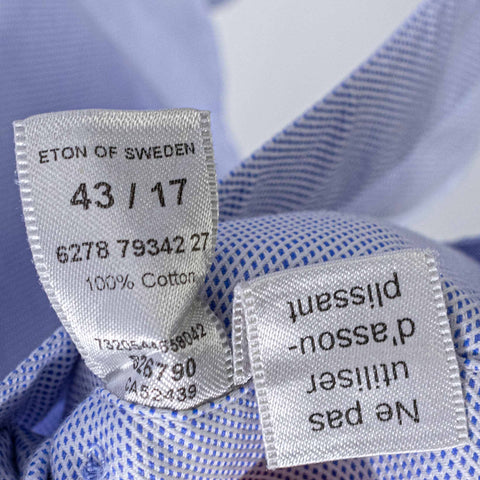 ETON OF SWEDEN
43 / 17
6278 79342 27
100% Cotton
Ne pas
utiliser
d'assou-
plissant